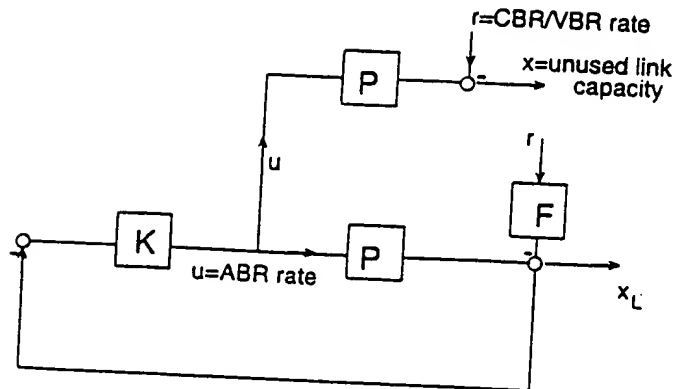 r=CBR/VBR rate
P
x=unused link
capacity
r
u
F
K
P
u=ABR rate
x_L